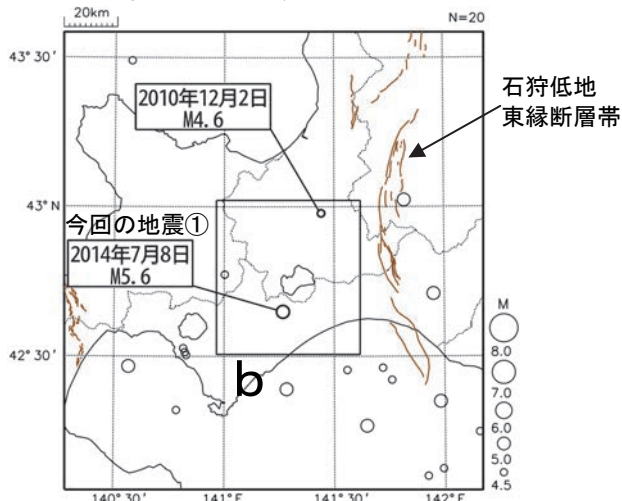 20km
N=20
43°30'
石狩低地
東縁断層帯
2010年12月2日
M4.6
43°N
今回の地震①
2014年7月8日
M5.6
42°30'
b
M
8.0
7.0
6.0
5.0
4.5
140°30'
141°E
141°30'
142°E